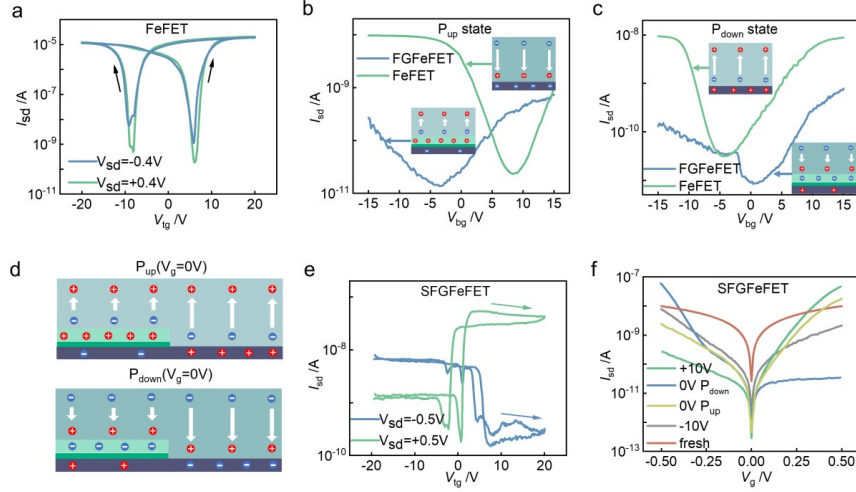 a
FeFET
I_sd /A
10^-5
10^-7
10^-9
10^-11
V_sd=-0.4V
V_sd=+0.4V
-20
-10
0
10
20
V_tg /V
b
P_up state
FGFeFET
FeFET
I_sd /A
10^-9
10^-11
-15
-10
-5
0
5
10
15
V_bg /V
c
P_down state
I_sd /A
10^-8
10^-10
FGFeFET
FeFET
-15
-10
-5
0
5
10
15
V_bg /V
d
P_up(V_g=0V)
P_down(V_g=0V)
e
SFGFeFET
I_sd /A
10^-8
10^-10
V_sd=-0.5V
V_sd=+0.5V
-20
-10
0
10
20
V_tg /V
f
SFGFeFET
I_sd /A
10^-7
10^-9
10^-11
10^-13
+10V
0V P_down
0V P_up
-10V
fresh
-0.50
-0.25
0.00
0.25
0.50
V_g /V